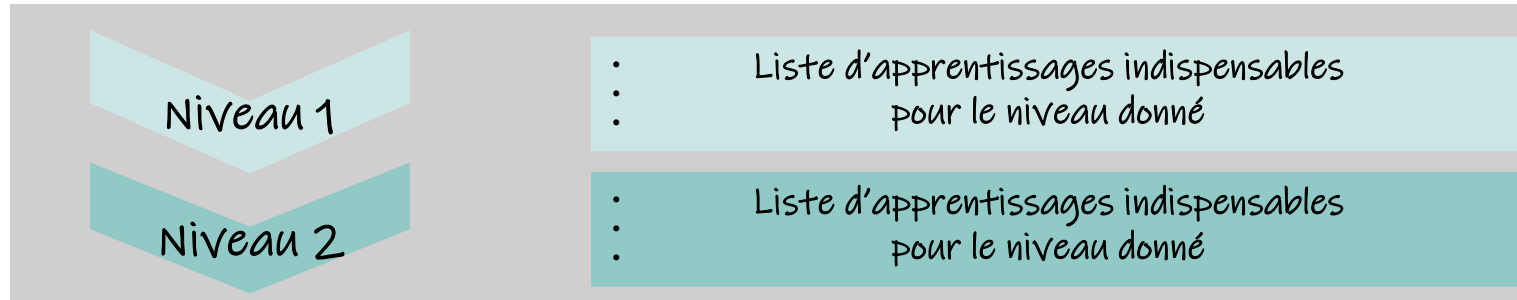 Niveau 1
• Liste d'apprentissages indispensables
• pour le niveau donné
•
Niveau 2
• Liste d'apprentissages indispensables
• pour le niveau donné
•